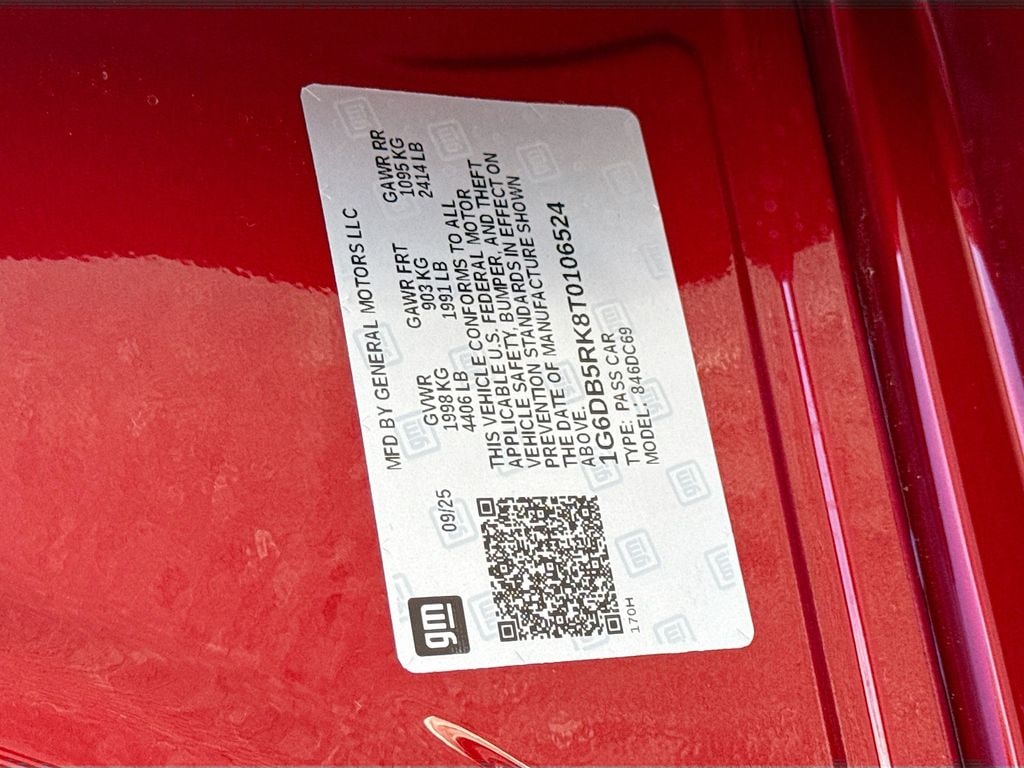 gm
09/25
MFD BY GENERAL MOTORS LLC
GVWR GAWR FRT GAWR RR
1998 KG 903 KG 1095 KG
4406 LB 1991 LB 2414 LB
THIS VEHICLE CONFORMS TO ALL
APPLICABLE U.S. FEDERAL MOTOR
VEHICLE SAFETY, BUMPER, AND THEFT
PREVENTION STANDARDS IN EFFECT ON
THE DATE OF MANUFACTURE SHOWN
ABOVE.
1G6DB5RK8T0106524
TYPE: PASS CAR
MODEL: 846DC69
170H